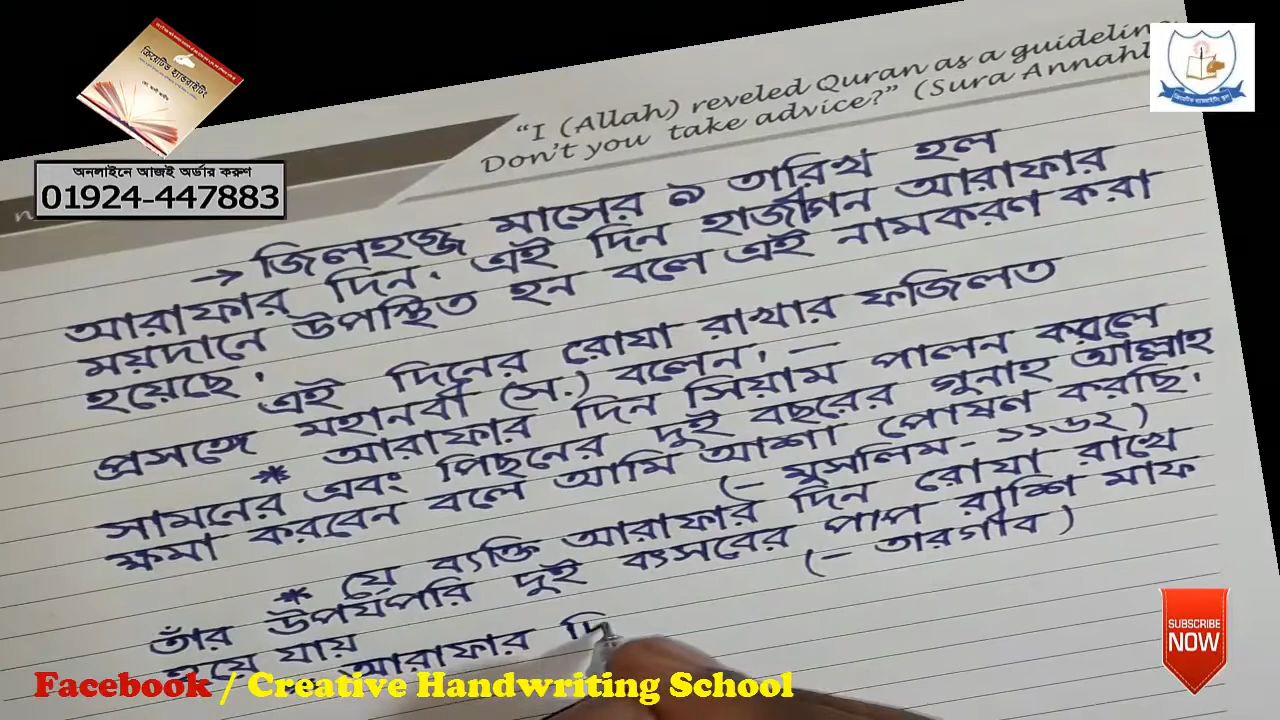 ক্রিয়েটিভ হ্যান্ডরাইটিং
অনলাইনে আজই অর্ডার করুণ
01924-447883
"I (Allah) reveled Quran as a guideline.
Don't you take advice?" (Sura Annahl
→ জিলহজ্জ মাসের ৯ তারিখ হল
আরাফার দিন। এই দিন হাজীগন আরাফার
ময়দানে উপস্থিত হন বলে এই নামকরণ করা
হয়েছে।
এই দিনের রোযা রাখার ফজিলত
প্রসঙ্গে মহানবী (স.) বলেন। —
* আরাফার দিন সিয়াম পালন করলে
সামনের এবং পিছনের দুই বছরের গুনাহ আল্লাহ
ক্ষমা করবেন বলে আমি আশা পোষণ করছি।
(- মুসলিম - ১১৬২)
* যে ব্যক্তি আরাফার দিন রোযা রাখে
তাঁর উপর্যপরি দুই বৎসবের পাপ রাশি মাফ
হয়ে যায় (- তারগীব)
আরাফার দি
SUBSCRIBE
NOW
Facebook / Creative Handwriting School